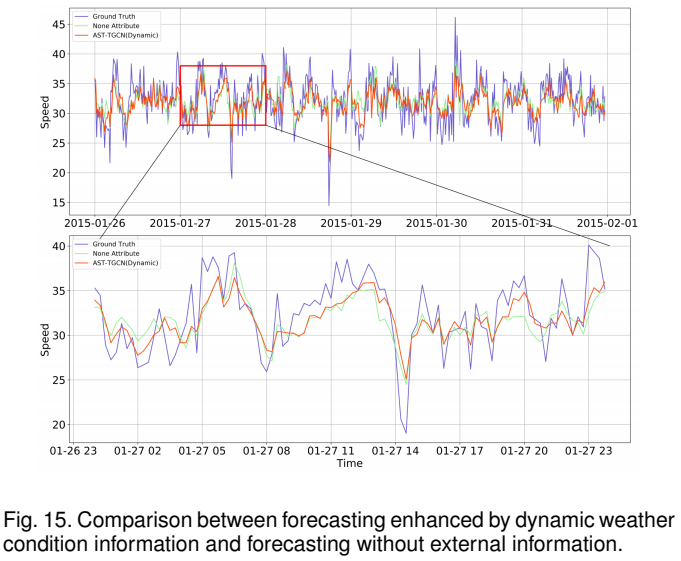 45
40
35
30
25
20
15
Speed
Ground Truth
None Attribute
AST-TGCN(Dynamic)
2015-01-26 2015-01-27 2015-01-28 2015-01-29 2015-01-30 2015-01-31 2015-02-01
40
35
30
25
20
Speed
Ground Truth
None Attribute
AST-TGCN(Dynamic)
01-26 23 01-27 02 01-27 05 01-27 08 01-27 11 01-27 14 01-27 17 01-27 20 01-27 23
Time
Fig. 15. Comparison between forecasting enhanced by dynamic weather
condition information and forecasting without external information.